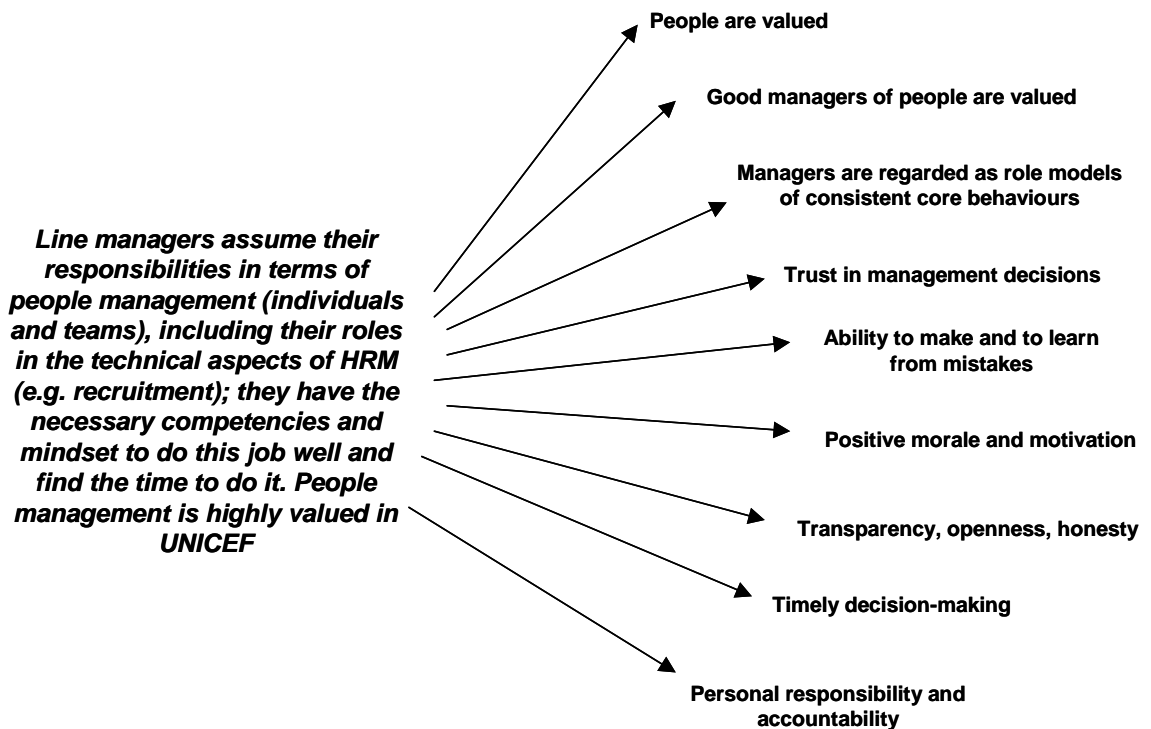 Line managers assume their
responsibilities in terms of
people management (individuals
and teams), including their roles
in the technical aspects of HRM
(e.g. recruitment); they have the
necessary competencies and
mindset to do this job well and
find the time to do it. People
management is highly valued in
UNICEF
People are valued
Good managers of people are valued
Managers are regarded as role models
of consistent core behaviours
Trust in management decisions
Ability to make and to learn
from mistakes
Positive morale and motivation
Transparency, openness, honesty
Timely decision-making
Personal responsibility and
accountability